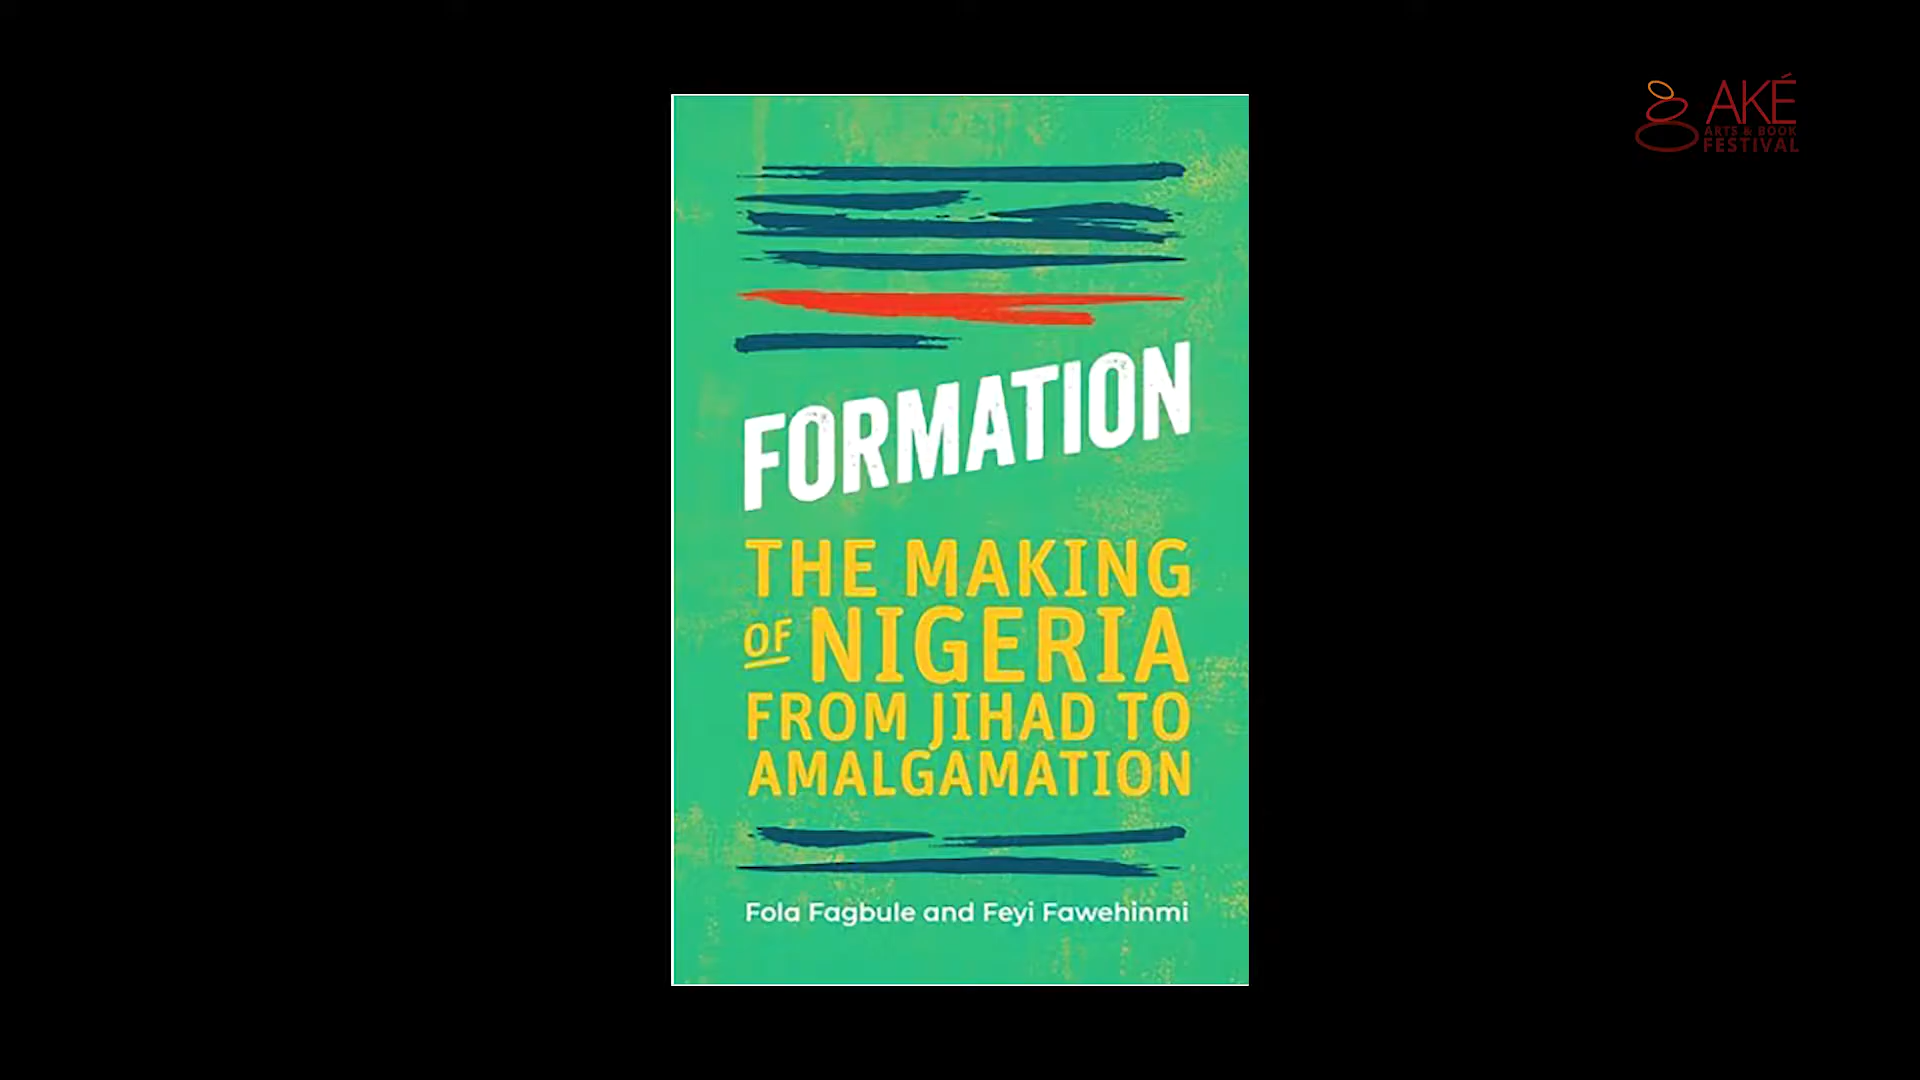 AKÉ
ARTS & BOOK
FESTIVAL
FORMATION
THE MAKING
OF NIGERIA
FROM JIHAD TO
AMALGAMATION
Fola Fagbule and Feyi Fawehinmi